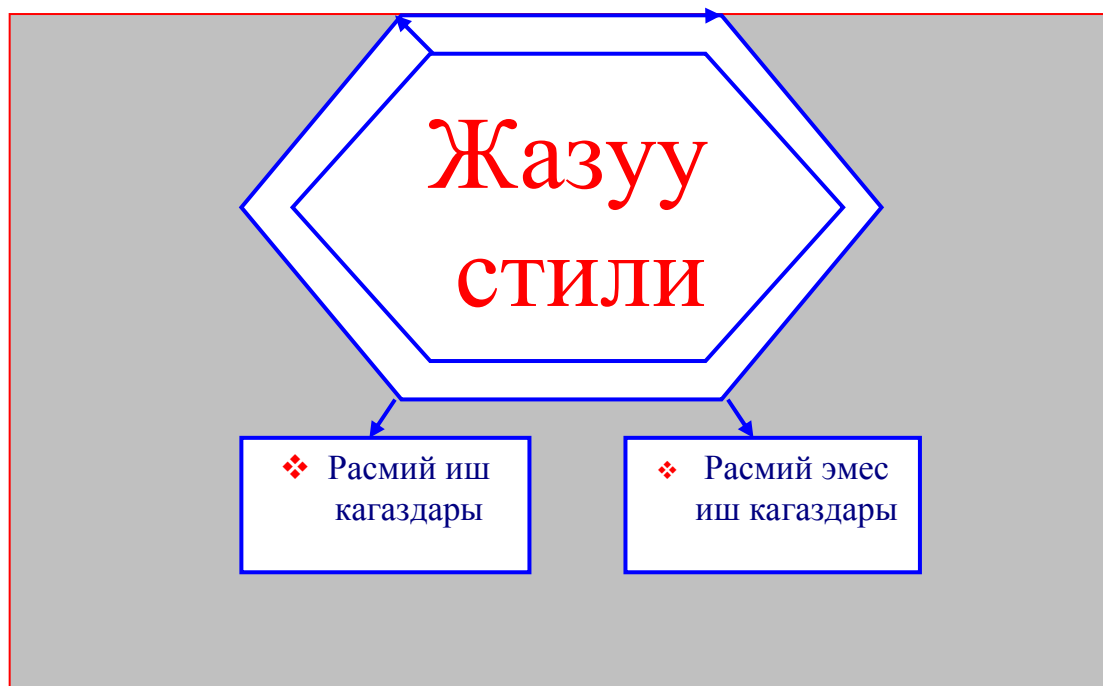 Жазуу
стили
Расмий иш
кагаздары
Расмий эмес
иш кагаздары